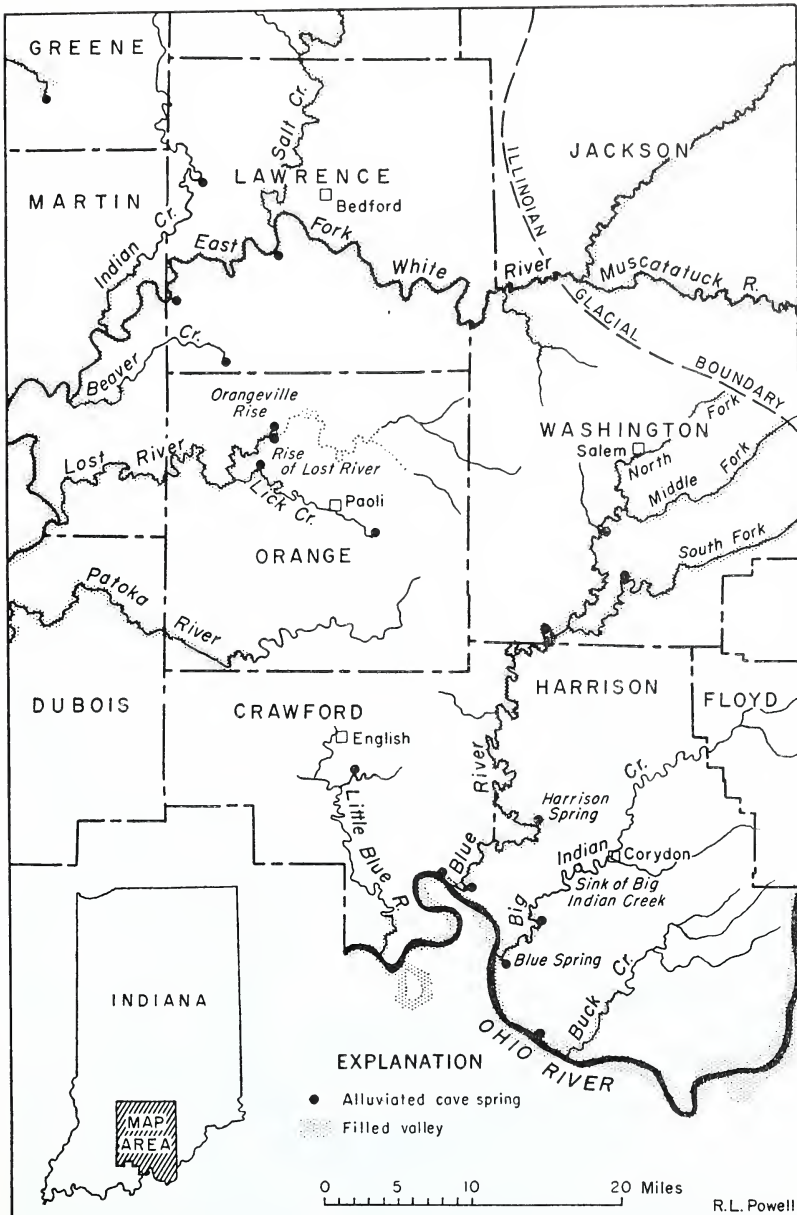 GREENE
Salt Cr.
JACKSON
ILLINOIAN
LAWRENCE
Bedford
MARTIN
Indian Cr.
East Fork White River
Muscatatuck R.
GLACIAL
BOUNDARY
Beaver Cr.
Orangeville
Rise
Rise
of Lost River
Lost River
WASHINGTON
Salem
North Fork
Middle Fork
Lick Cr.
Paoli
South Fork
ORANGE
Patoka River
DUBOIS
CRAWFORD
HARRISON
FLOYD
English
Little Blue R.
Blue River
Harrison
Spring
Big Indian Cr.
Corydon
Sink of Big
Indian Creek
Blue Spring
Buck Cr.
OHIO RIVER
INDIANA
MAP
AREA
EXPLANATION
Alluviated cave spring
Filled valley
0 5 10 20 Miles
R.L. Powell